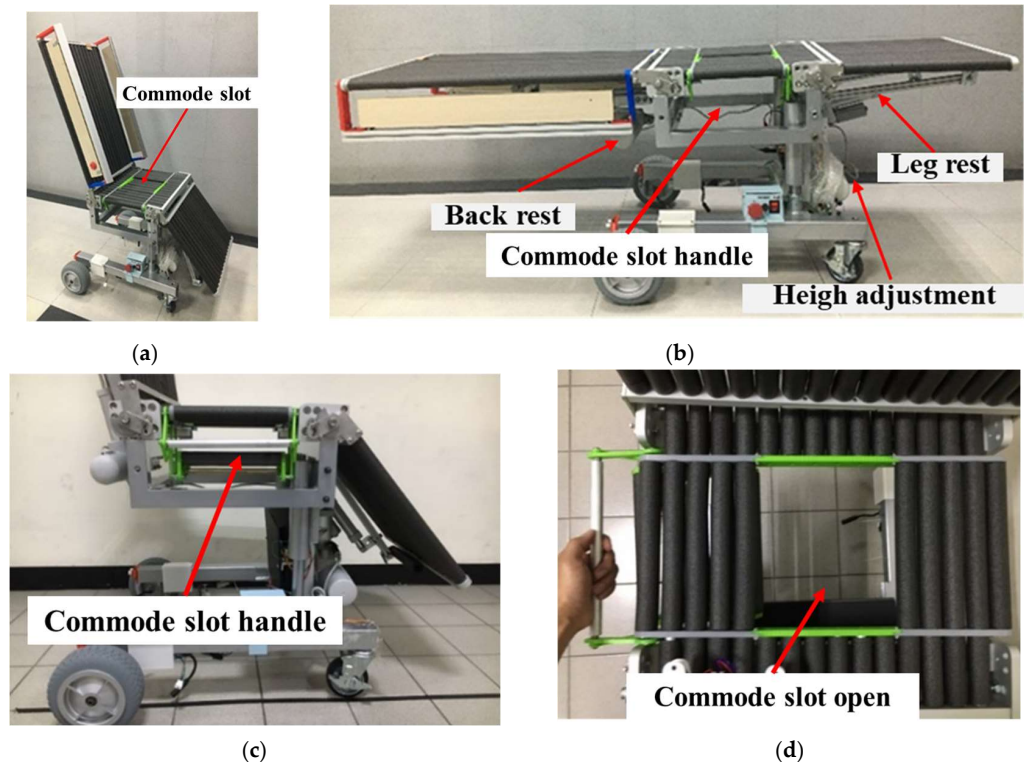 Commode slot
Back rest
Commode slot handle
Leg rest
Heigh adjustment
(a)
(b)
Commode slot handle
Commode slot open
(c)
(d)